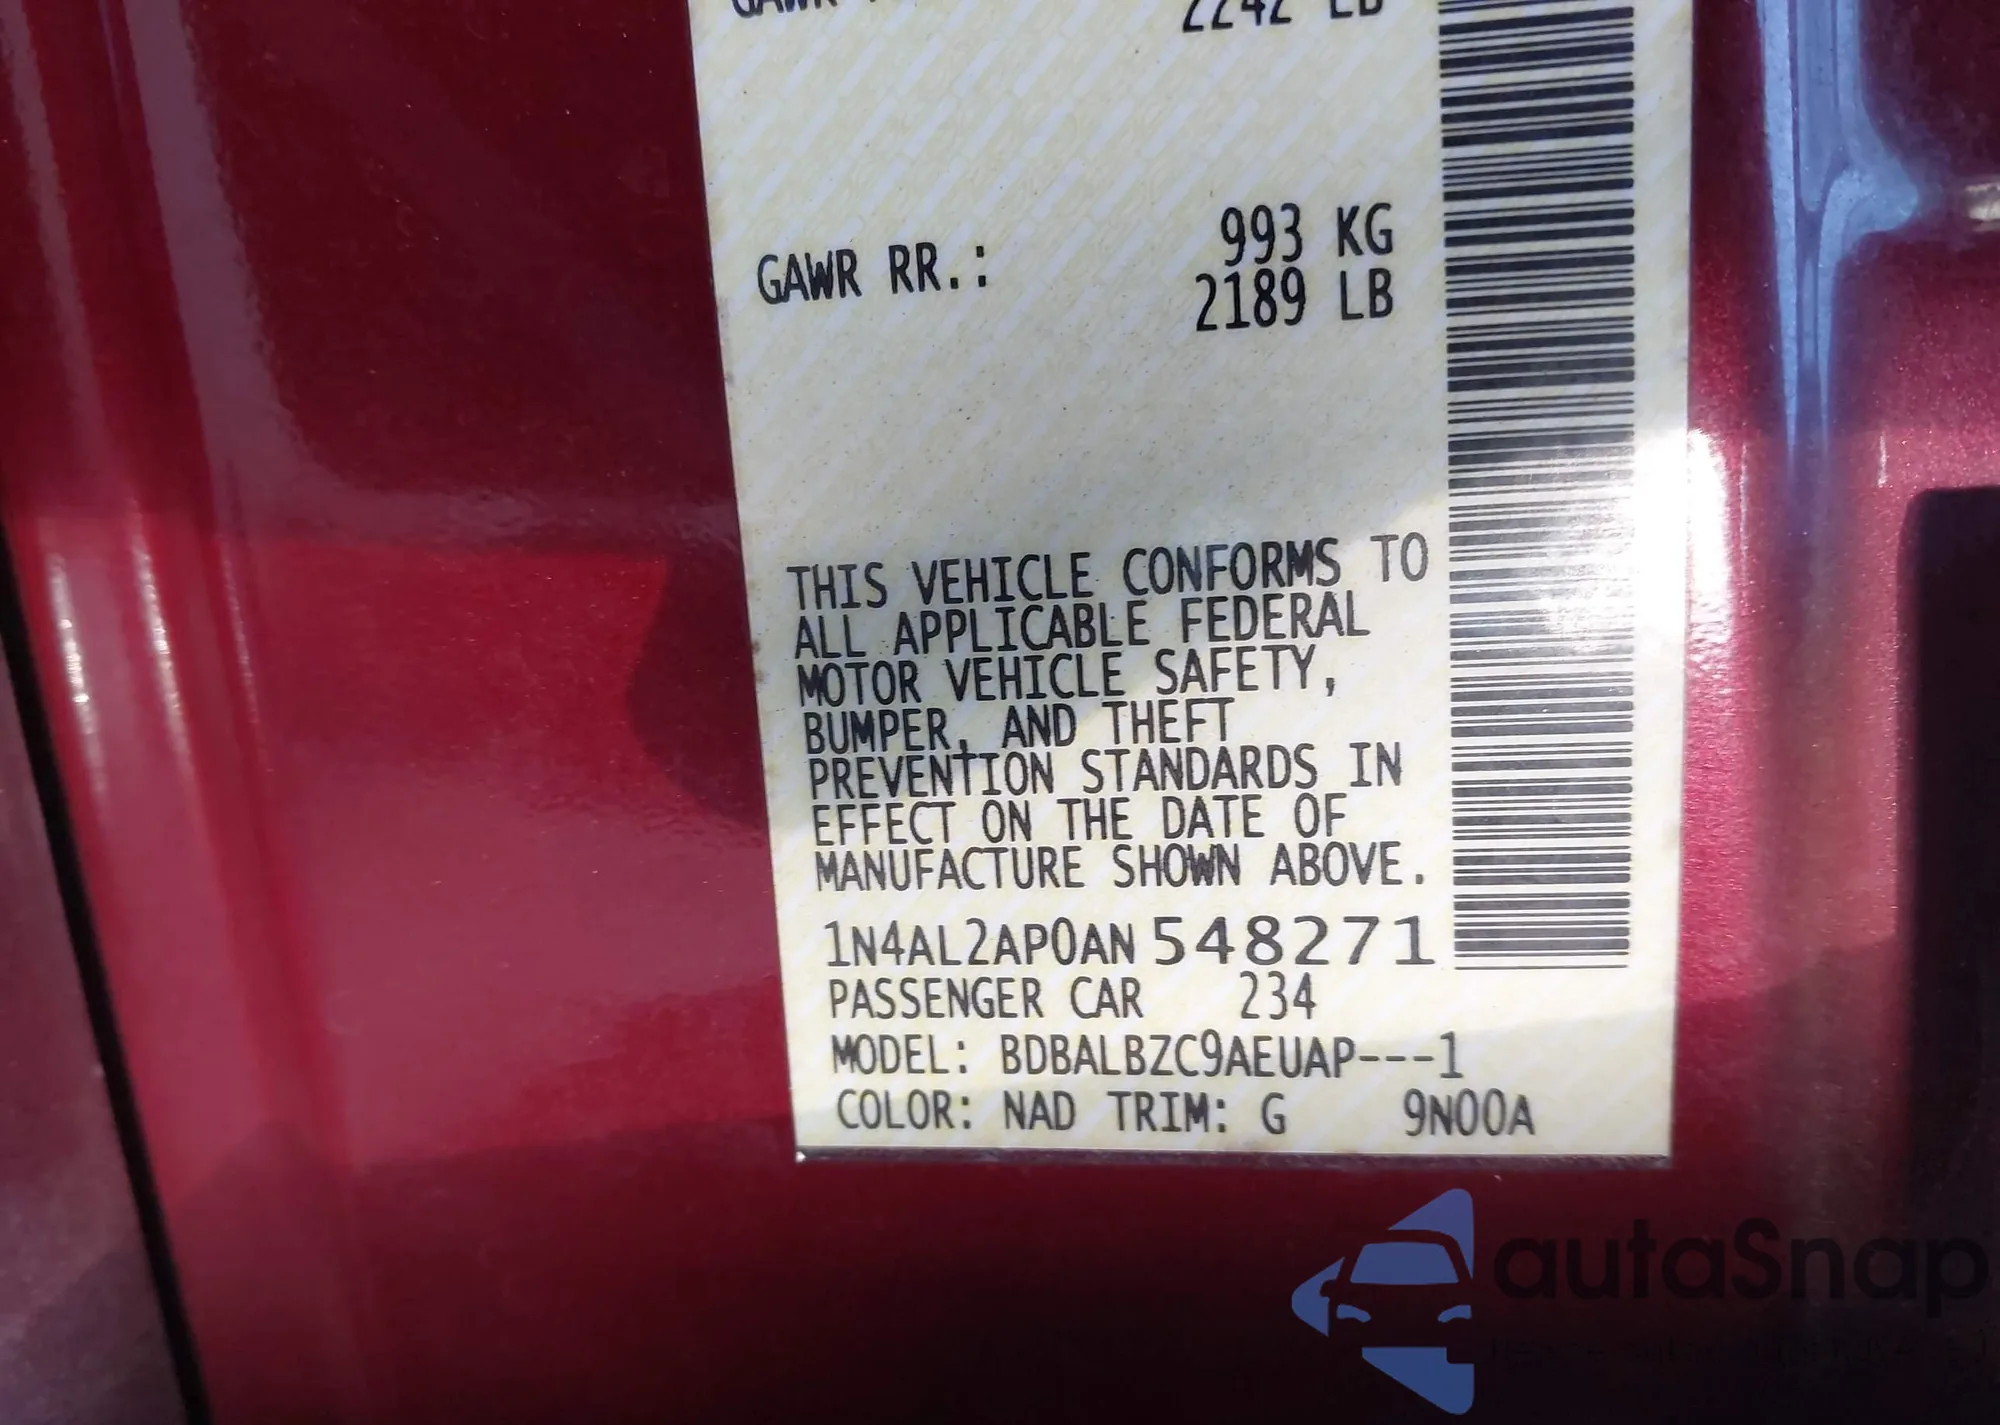 2242 LB
GAWR RR.: 993 KG
2189 LB
THIS VEHICLE CONFORMS TO
ALL APPLICABLE FEDERAL
MOTOR VEHICLE SAFETY,
BUMPER, AND THEFT
PREVENTION STANDARDS IN
EFFECT ON THE DATE OF
MANUFACTURE SHOWN ABOVE.
1N4AL2AP0AN548271
PASSENGER CAR 234
MODEL: BDBALBZC9AEUAP---1
COLOR: NAD TRIM: G 9N00A
autaSnap